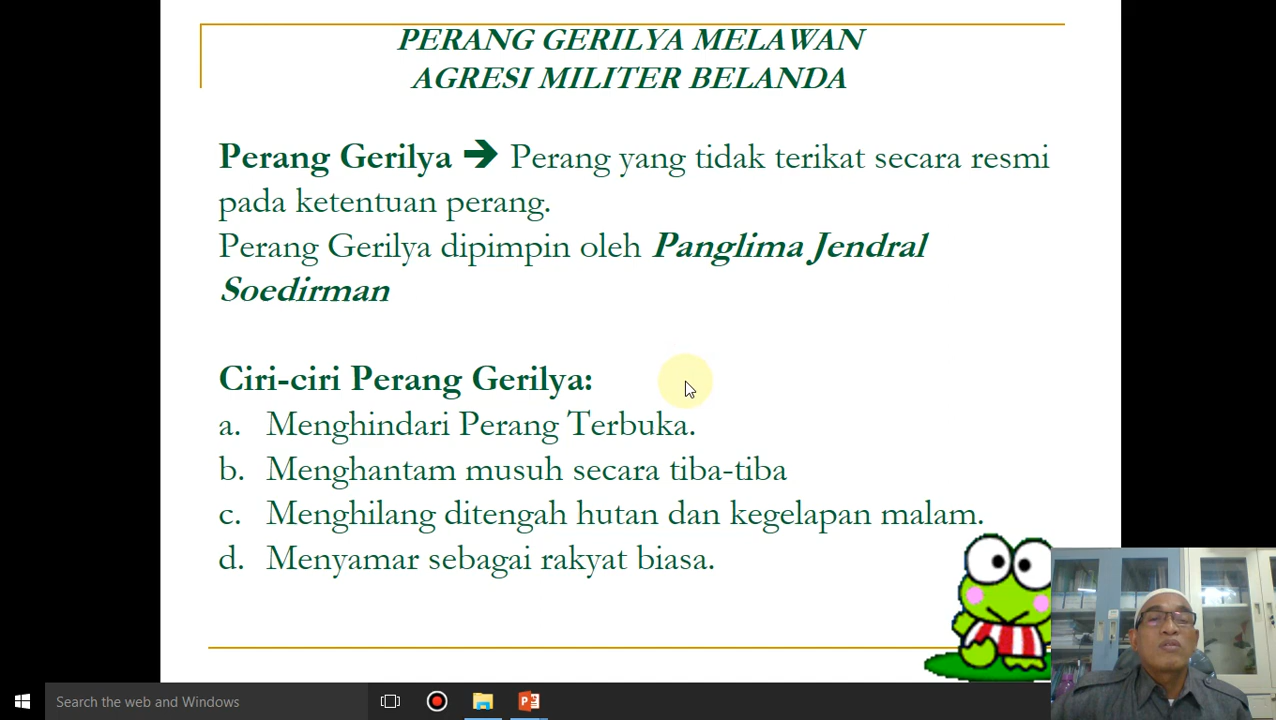 PERANG GERILYA MELAWAN
AGRESI MILITER BELANDA
Perang Gerilya ➔ Perang yang tidak terikat secara resmi
pada ketentuan perang.
Perang Gerilya dipimpin oleh Panglima Jendral
Soedirman
Ciri-ciri Perang Gerilya:
a. Menghindari Perang Terbuka.
b. Menghantam musuh secara tiba-tiba
c. Menghilang ditengah hutan dan kegelapan malam.
d. Menyamar sebagai rakyat biasa.
Search the web and Windows